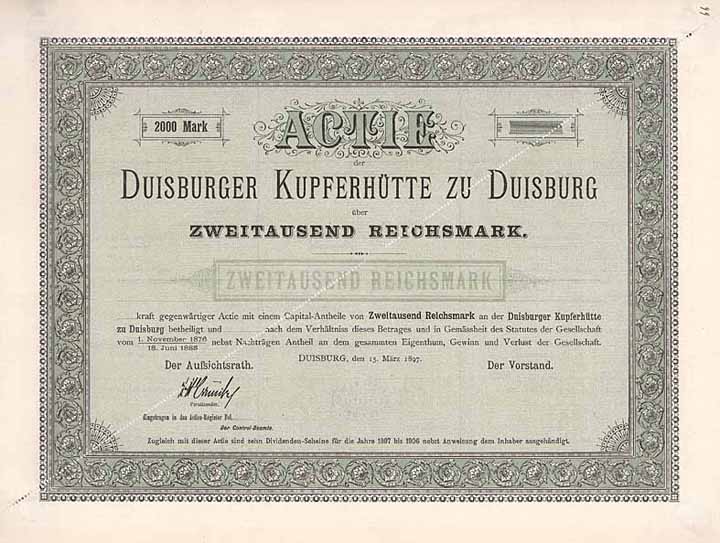 99
2000 Mark
ACTIE
der
DUISBURGER KUPFERHÜTTE ZU DUISBURG
über
ZWEITAUSEND REICHSMARK.
ZWEITAUSEND REICHSMARK
kraft gegenwärtiger Actie mit einem Capital-Antheile von Zweitausend Reichsmark an der Duisburger Kupferhütte
zu Duisburg betheiligt und nach dem Verhältniss dieses Betrages und in Gemässheit des Statutes der Gesellschaft
vom 1. November 1876
18. Juni 1885 nebst Nachträgen Antheil an dem gesammten Eigenthum, Gewinn und Verlust der Gesellschaft.
DUISBURG, den 15. März 1897.
Der Aufsichtsrath. Der Vorstand.
Vorsitzender.
Eingetragen in das Actien-Register Fol.
Der Control-Beamte.
Zugleich mit dieser Actie sind zehn Dividenden-Scheine für die Jahre 1897 bis 1906 nebst Anweisung dem Inhaber ausgehändigt.